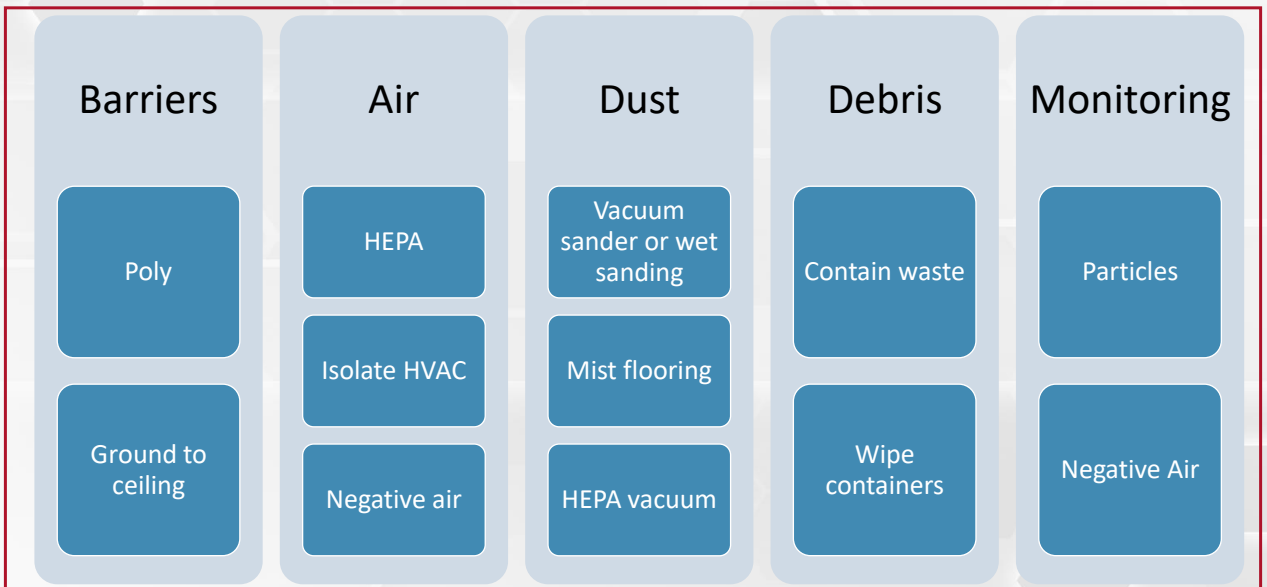 Barriers
Poly
Ground to
ceiling
Air
HEPA
Isolate HVAC
Negative air
Dust
Vacuum
sander or wet
sanding
Mist flooring
HEPA vacuum
Debris
Contain waste
Wipe
containers
Monitoring
Particles
Negative Air